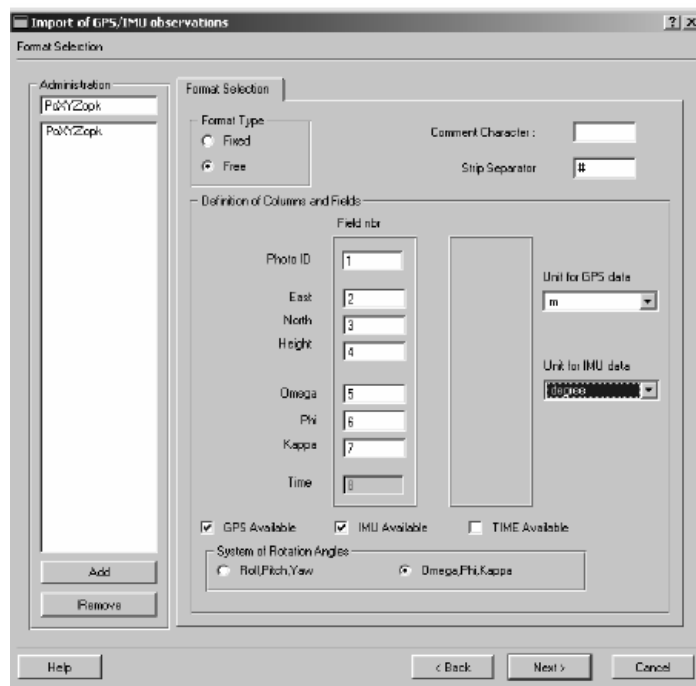 Import of GPS/IMU observations
Format Selection
Administration
PaXYZopk
PaXYZopk
Add
Remove
Format Selection
Format Type
Fixed
Free
Comment Character :
Strip Separator #
Definition of Columns and Fields
Field nbr
Photo ID 1
East 2
North 3
Height 4
Omega 5
Phi 6
Kappa 7
Time 8
Unit for GPS data
m
Unit for IMU data
degree
GPS Available IMU Available TIME Available
System of Rotation Angles
Roll,Pitch,Yaw Omega,Phi,Kappa
Help < Back Next > Cancel